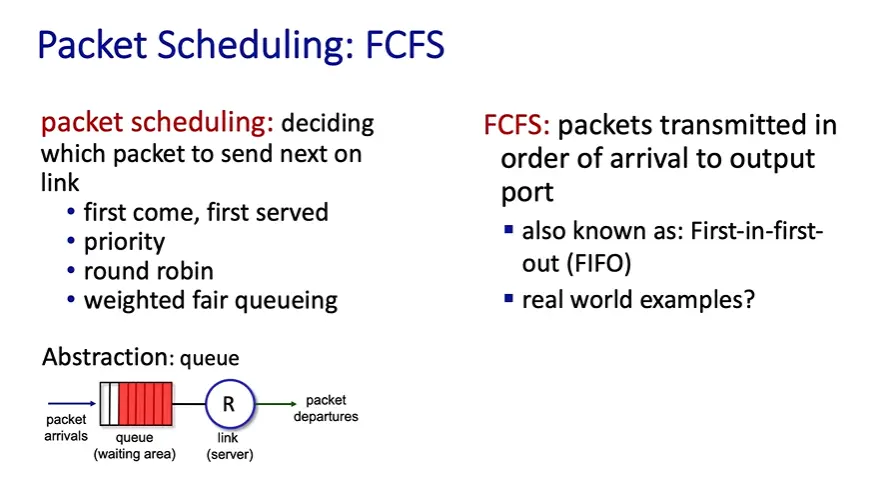 Packet Scheduling: FCFS
packet scheduling: deciding
which packet to send next on
link
• first come, first served
• priority
• round robin
• weighted fair queueing
Abstraction: queue
packet
arrivals
queue
(waiting area)
R
link
(server)
packet
departures
FCFS: packets transmitted in
order of arrival to output
port
▪ also known as: First-in-first-
out (FIFO)
▪ real world examples?